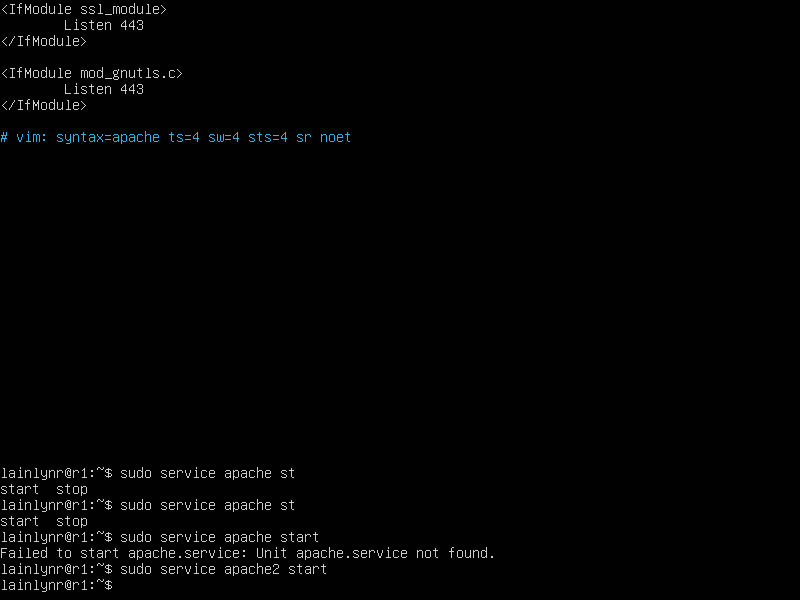 <IfModule ssl_module>
        Listen 443
</IfModule>

<IfModule mod_gnutls.c>
        Listen 443
</IfModule>

# vim: syntax=apache ts=4 sw=4 sts=4 sr noet

lainlynr@r1:~$ sudo service apache st
start  stop
lainlynr@r1:~$ sudo service apache st
start  stop
lainlynr@r1:~$ sudo service apache start
Failed to start apache.service: Unit apache.service not found.
lainlynr@r1:~$ sudo service apache2 start
lainlynr@r1:~$